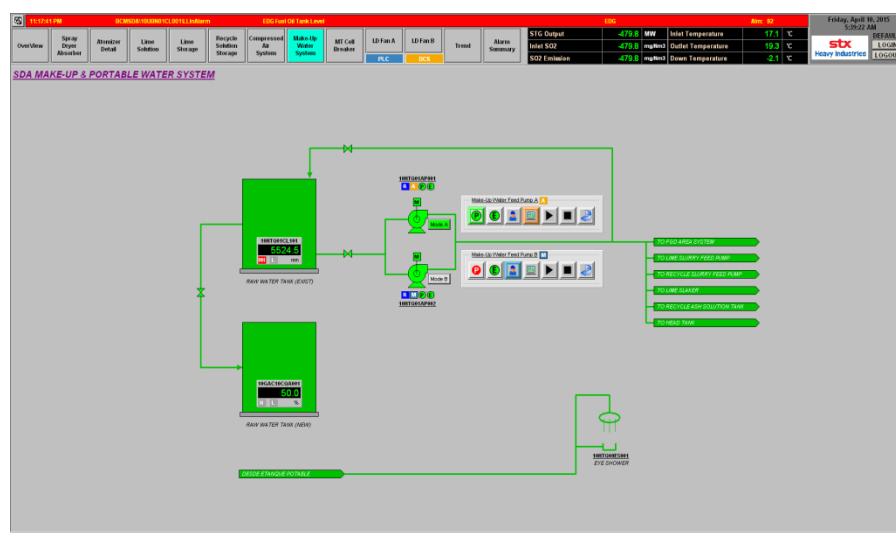 11:17:41 PM
EDG Fuel Oil Tank Level
EDG
Alm: 92
Friday, April 10, 2015
5:39:22 AM
DEFAUL
LOGIN
LOGOU
stx
Heavy Industries
OverView
Spray Dryer Absorber
Atomizer Detail
Lime Solution
Lime Storage
Recycle Solution Storage
Compressed Air System
Make-Up Water System
MT Cell Breaker
LD Fan A
LD Fan B
PLC
DCS
Trend
Alarm Summary
STG Output -479.8 MW Inlet Temperature 17.1 ℃
Inlet SO2 -479.8 mg/Nm3 Outlet Temperature 19.3 ℃
SO2 Emission -479.8 mg/Nm3 Down Temperature -2.1 ℃
SDA MAKE-UP & PORTABLE WATER SYSTEM
10BTG01AP001
R A P E
M
Mode A
Make-Up Water Feed Pump A A
P E
10BTG01CL101
5524.5
HH L mm
RAW WATER TANK (EXIST)
M
Mode B
R M P E
10BTG01AP002
Make-Up Water Feed Pump B M
P E
TO FGD AREA SYSTEM
TO LIME SLURRY FEED PUMP
TO RECYCLE SLURRY FEED PUMP
TO LIME SLAKER
TO RECYCLE ASH SOLUTION TANK
TO HEAD TANK
10GAC10CGA001
50.0
H L %
RAW WATER TANK (NEW)
DESDE ETANQUE POTABLE
EYE SHOWER